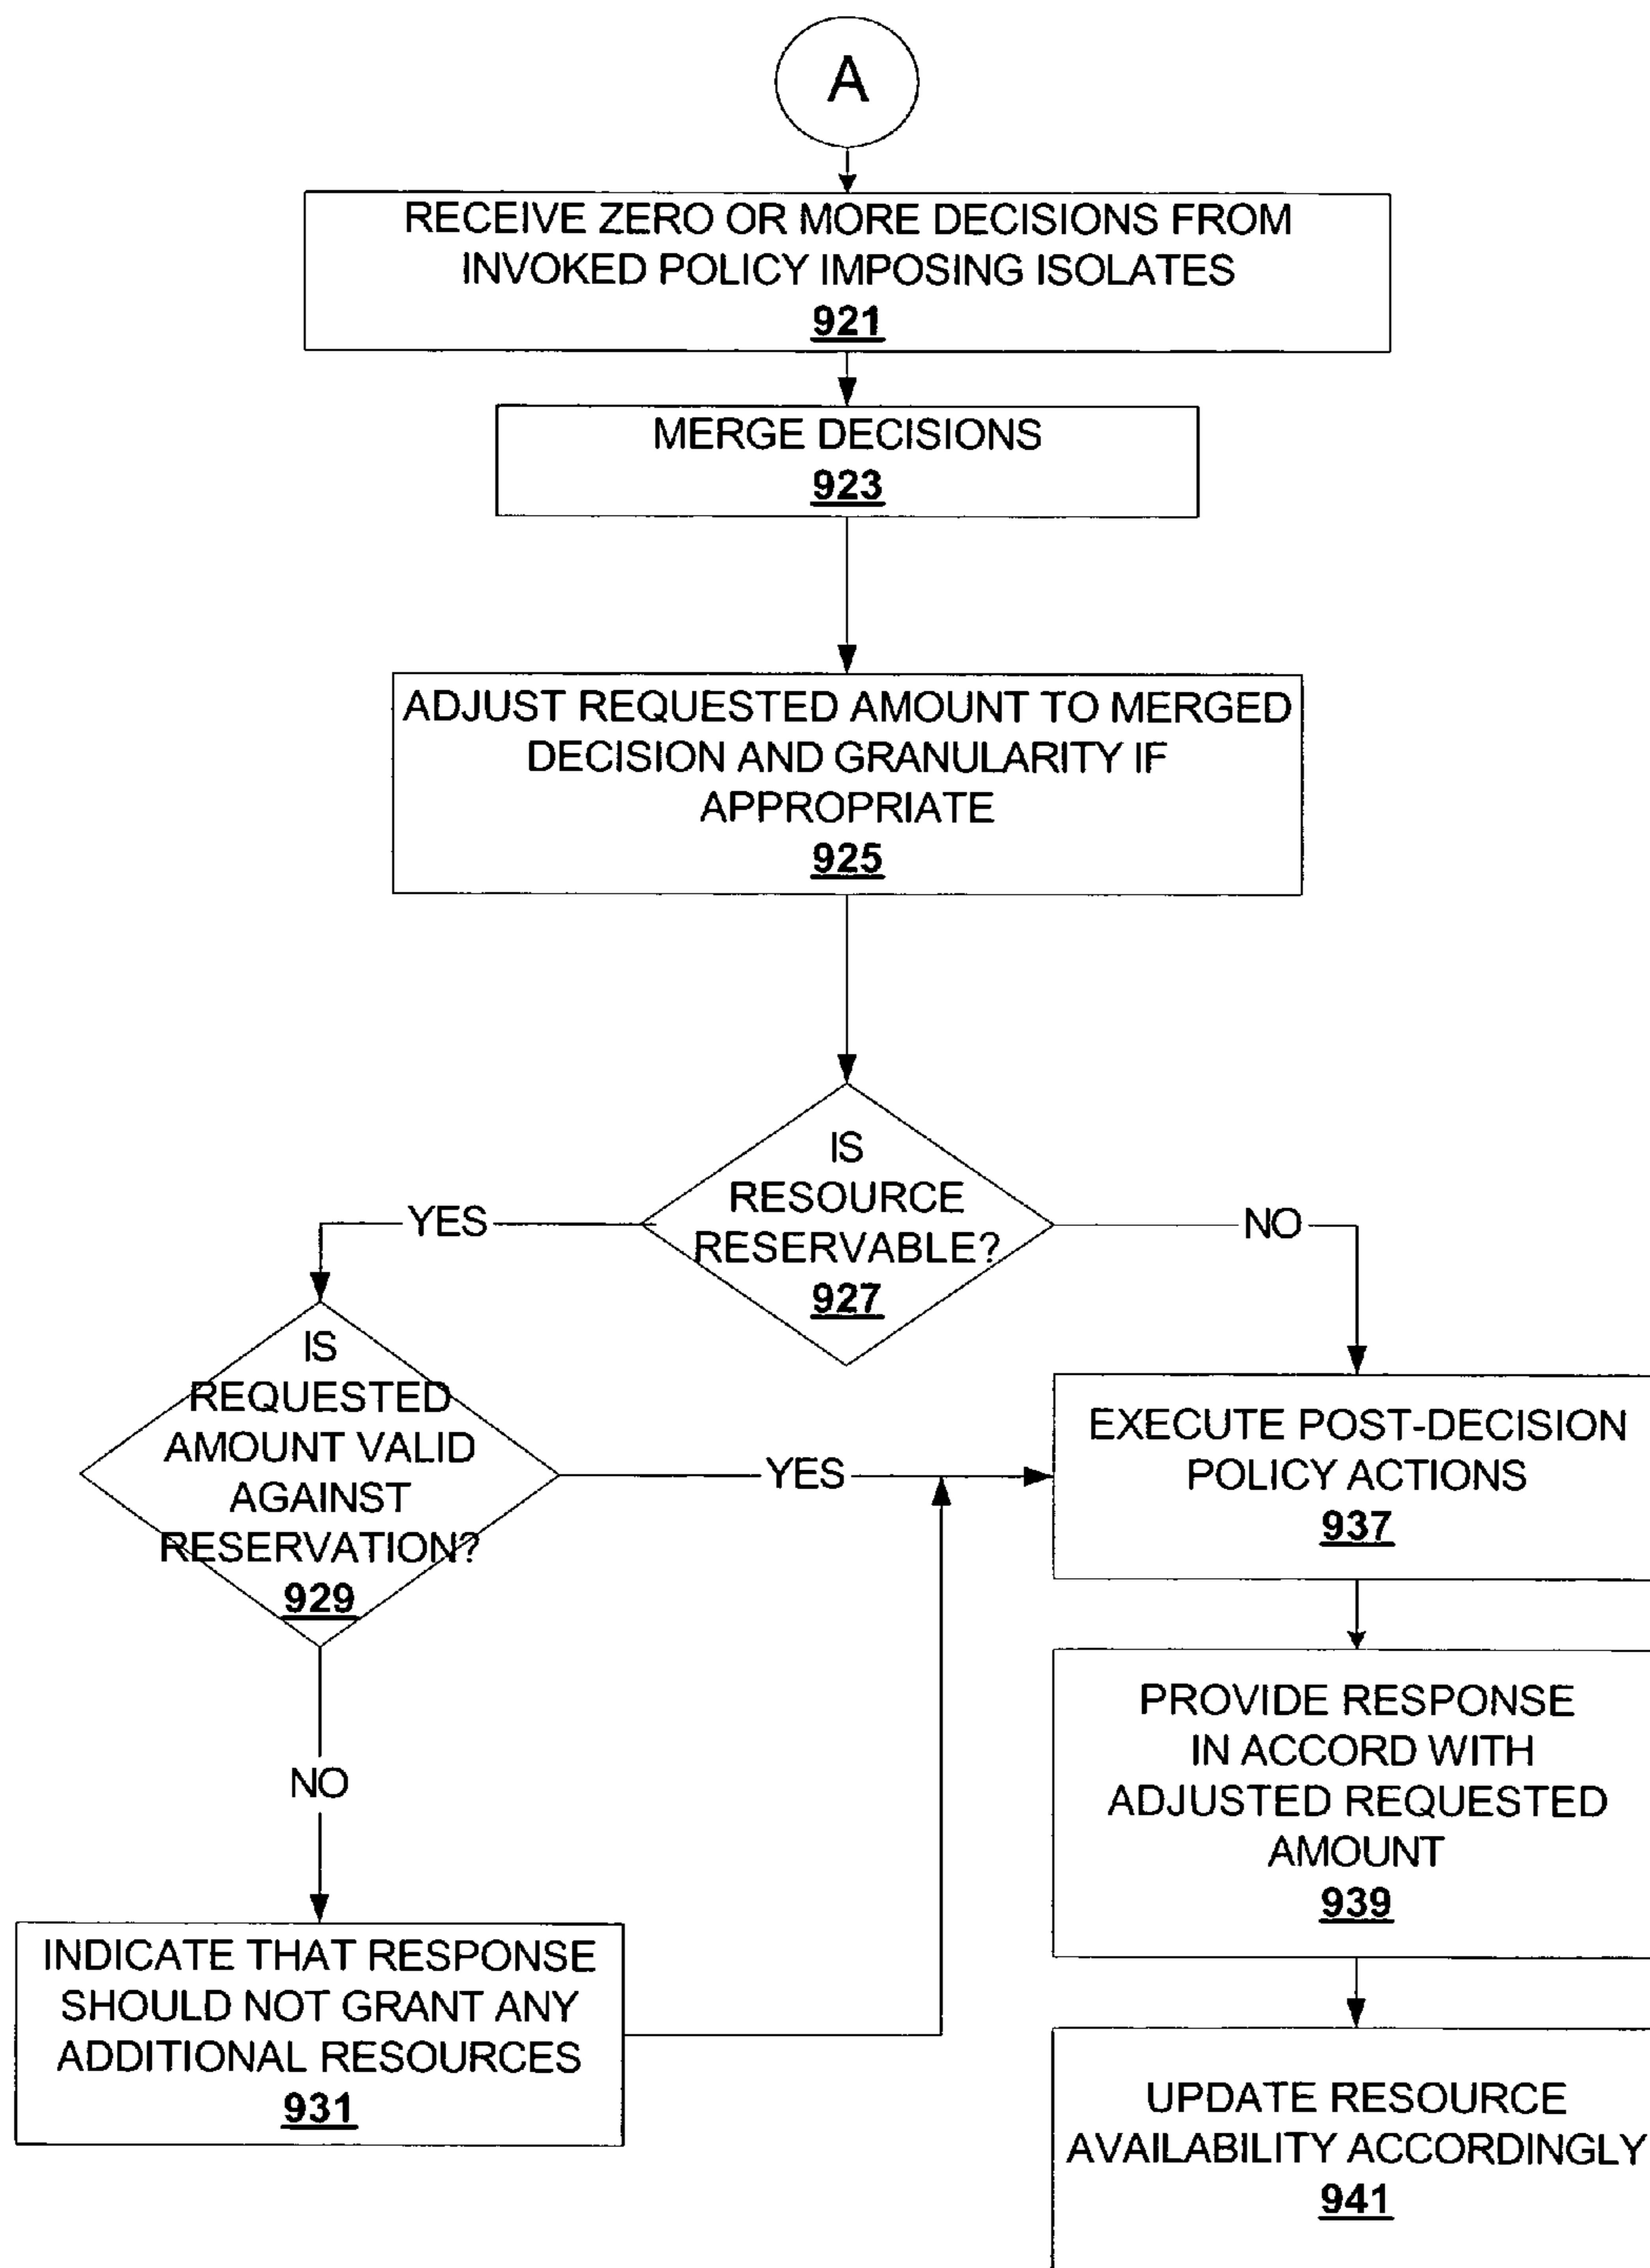 A
RECEIVE ZERO OR MORE DECISIONS FROM
INVOKED POLICY IMPOSING ISOLATES
921
MERGE DECISIONS
923
ADJUST REQUESTED AMOUNT TO MERGED
DECISION AND GRANULARITY IF
APPROPRIATE
925
IS
RESOURCE
RESERVABLE?
927
YES
NO
IS
REQUESTED
AMOUNT VALID
AGAINST
RESERVATION?
929
YES
NO
INDICATE THAT RESPONSE
SHOULD NOT GRANT ANY
ADDITIONAL RESOURCES
931
EXECUTE POST-DECISION
POLICY ACTIONS
937
PROVIDE RESPONSE
IN ACCORD WITH
ADJUSTED REQUESTED
AMOUNT
939
UPDATE RESOURCE
AVAILABILITY ACCORDINGLY
941